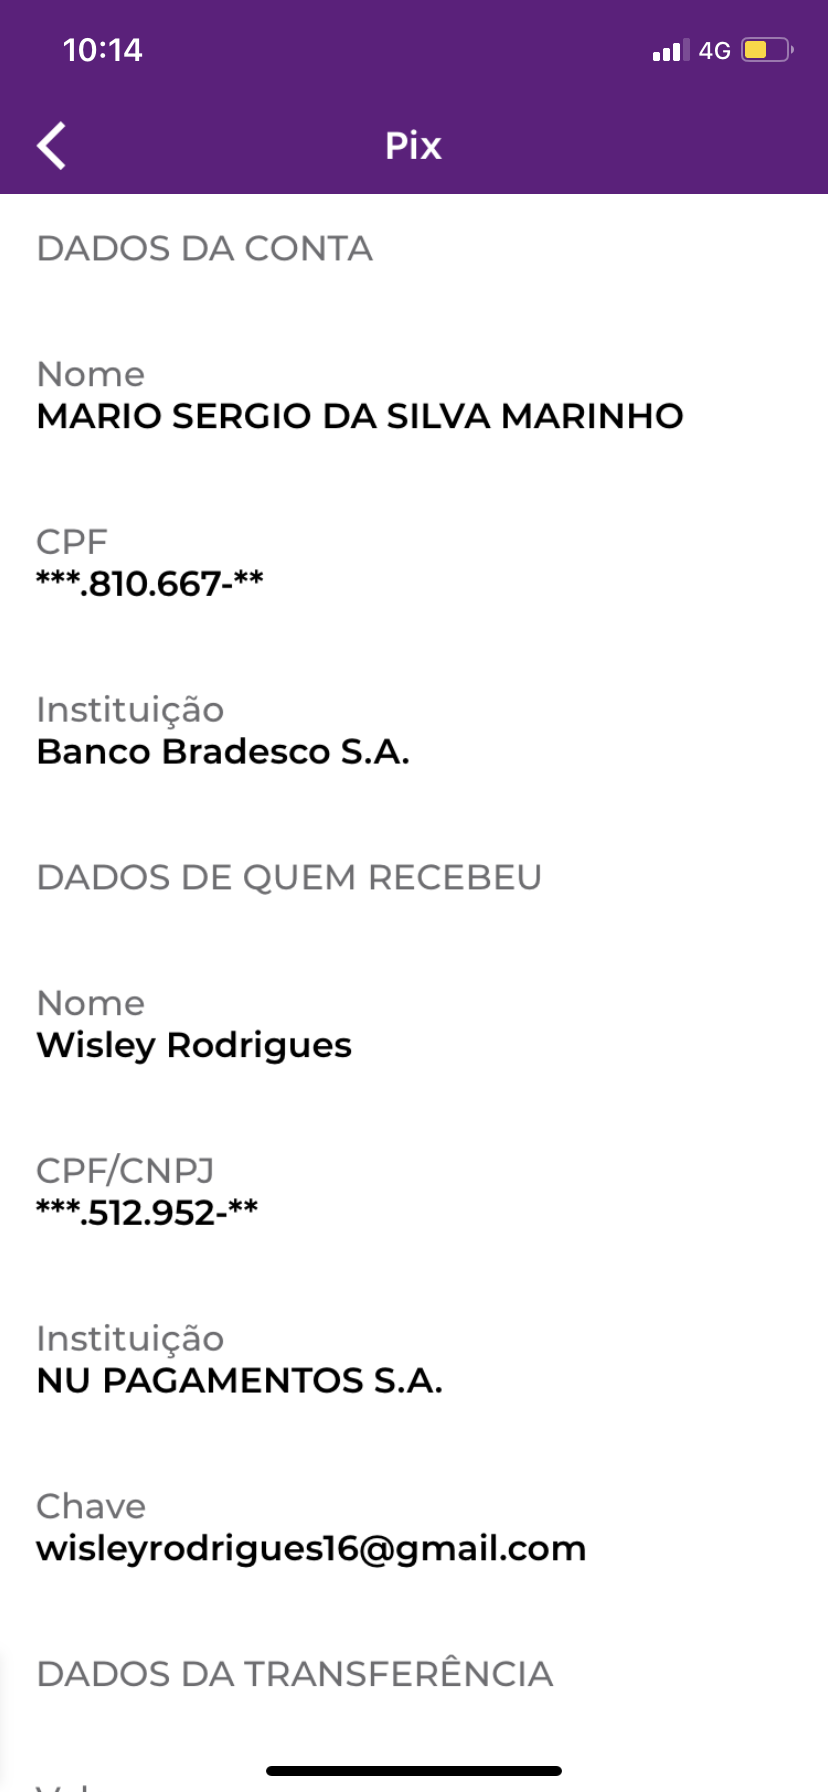 10:14
4G
Pix
DADOS DA CONTA
Nome
MARIO SERGIO DA SILVA MARINHO
CPF
***.810.667-**
Instituição
Banco Bradesco S.A.
DADOS DE QUEM RECEBEU
Nome
Wisley Rodrigues
CPF/CNPJ
***.512.952-**
Instituição
NU PAGAMENTOS S.A.
Chave
wisleyrodrigues16@gmail.com
DADOS DA TRANSFERÊNCIA